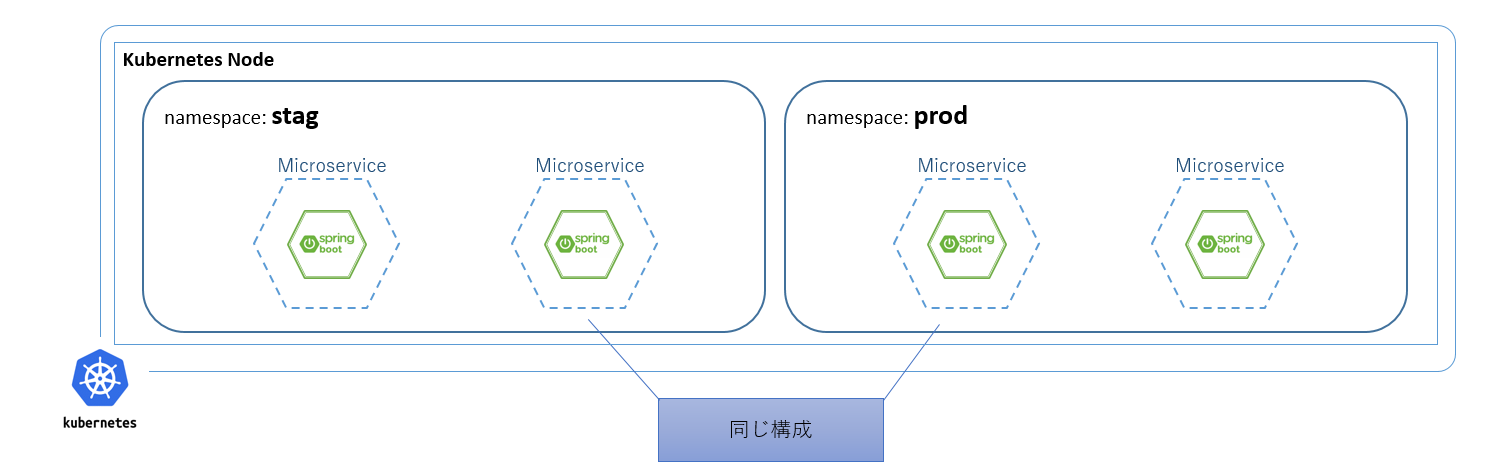 Kubernetes Node
namespace: stag
namespace: prod
Microservice
Microservice
Microservice
Microservice
spring
boot
spring
boot
spring
boot
spring
boot
kubernetes
同じ構成